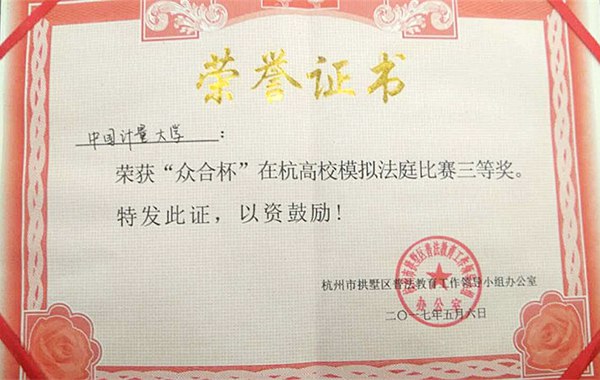 荣誉证书
中国计量大学:
荣获“众合杯”在杭高校模拟法庭比赛三等奖。
特发此证，以资鼓励!
杭州市拱墅区普法教育工作领导小组办公室
办公室
二〇一七年五月六日